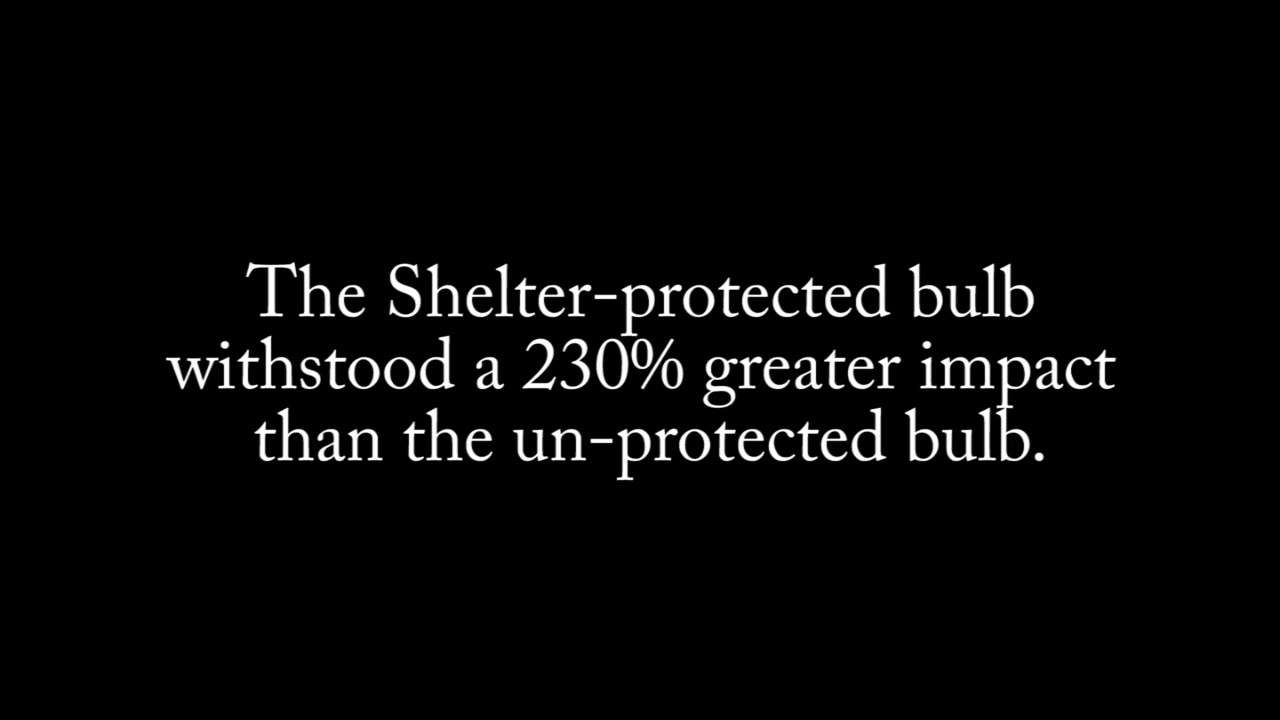 The Shelter-protected bulb
withstood a 230% greater impact
than the un-protected bulb.